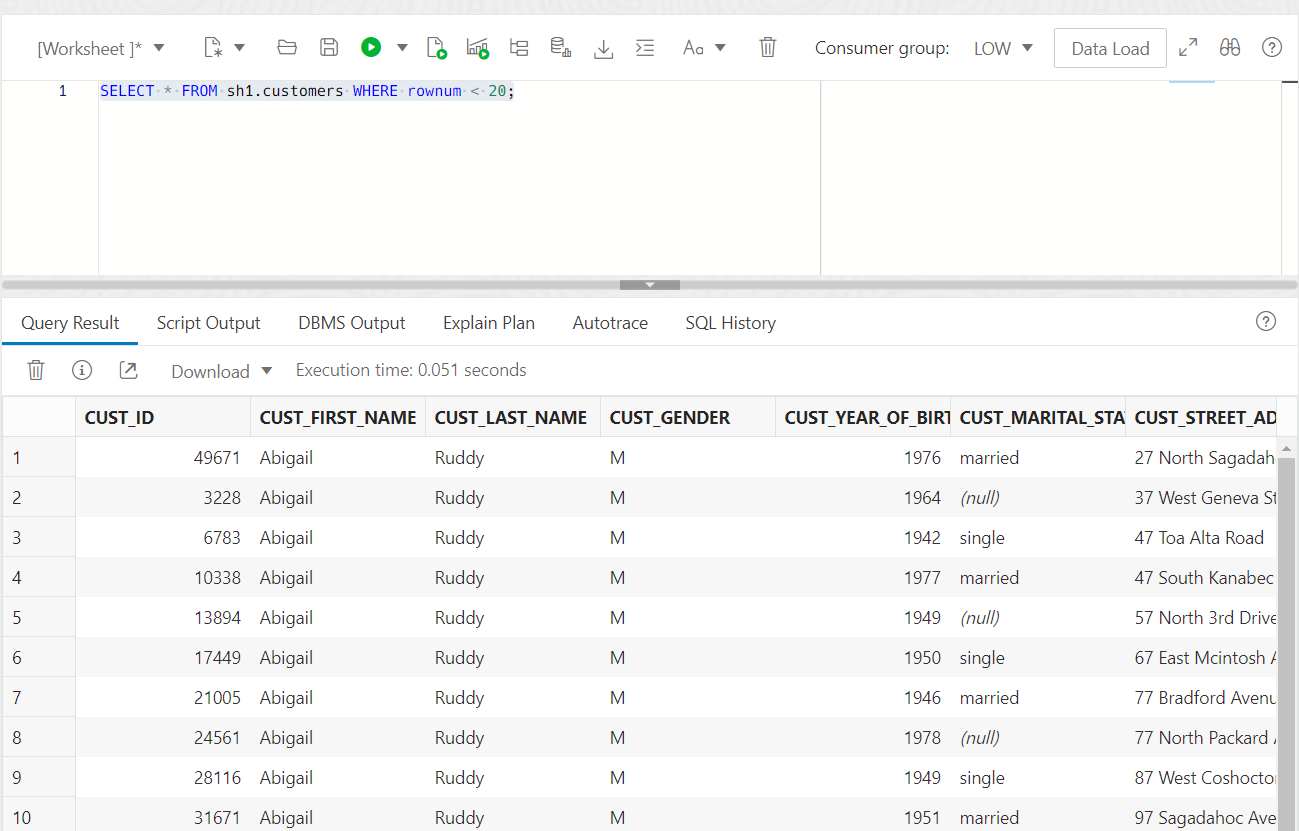 [Worksheet ]* Aa Consumer group: LOW Data Load
1 SELECT * FROM sh1.customers WHERE rownum < 20;
Query Result Script Output DBMS Output Explain Plan Autotrace SQL History
Download Execution time: 0.051 seconds
CUST_ID CUST_FIRST_NAME CUST_LAST_NAME CUST_GENDER CUST_YEAR_OF_BIRT CUST_MARITAL_STA CUST_STREET_AD
1 49671 Abigail Ruddy M 1976 married 27 North Sagadah
2 3228 Abigail Ruddy M 1964 (null) 37 West Geneva St
3 6783 Abigail Ruddy M 1942 single 47 Toa Alta Road
4 10338 Abigail Ruddy M 1977 married 47 South Kanabec
5 13894 Abigail Ruddy M 1949 (null) 57 North 3rd Drive
6 17449 Abigail Ruddy M 1950 single 67 East Mcintosh A
7 21005 Abigail Ruddy M 1946 married 77 Bradford Avenu
8 24561 Abigail Ruddy M 1978 (null) 77 North Packard A
9 28116 Abigail Ruddy M 1949 single 87 West Coshocto
10 31671 Abigail Ruddy M 1951 married 97 Sagadahoc Ave